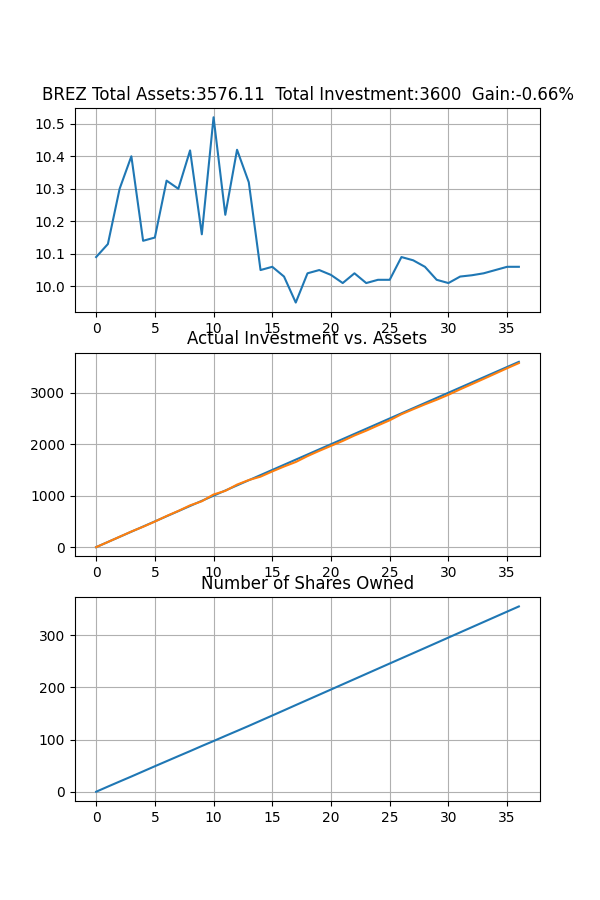 BREZ Total Assets:3576.11  Total Investment:3600  Gain:-0.66%
10.5
10.4
10.3
10.2
10.1
10.0
0 5 10 15 20 25 30 35
Actual Investment vs. Assets
3000
2000
1000
0
0 5 10 15 20 25 30 35
Number of Shares Owned
300
200
100
0
0 5 10 15 20 25 30 35